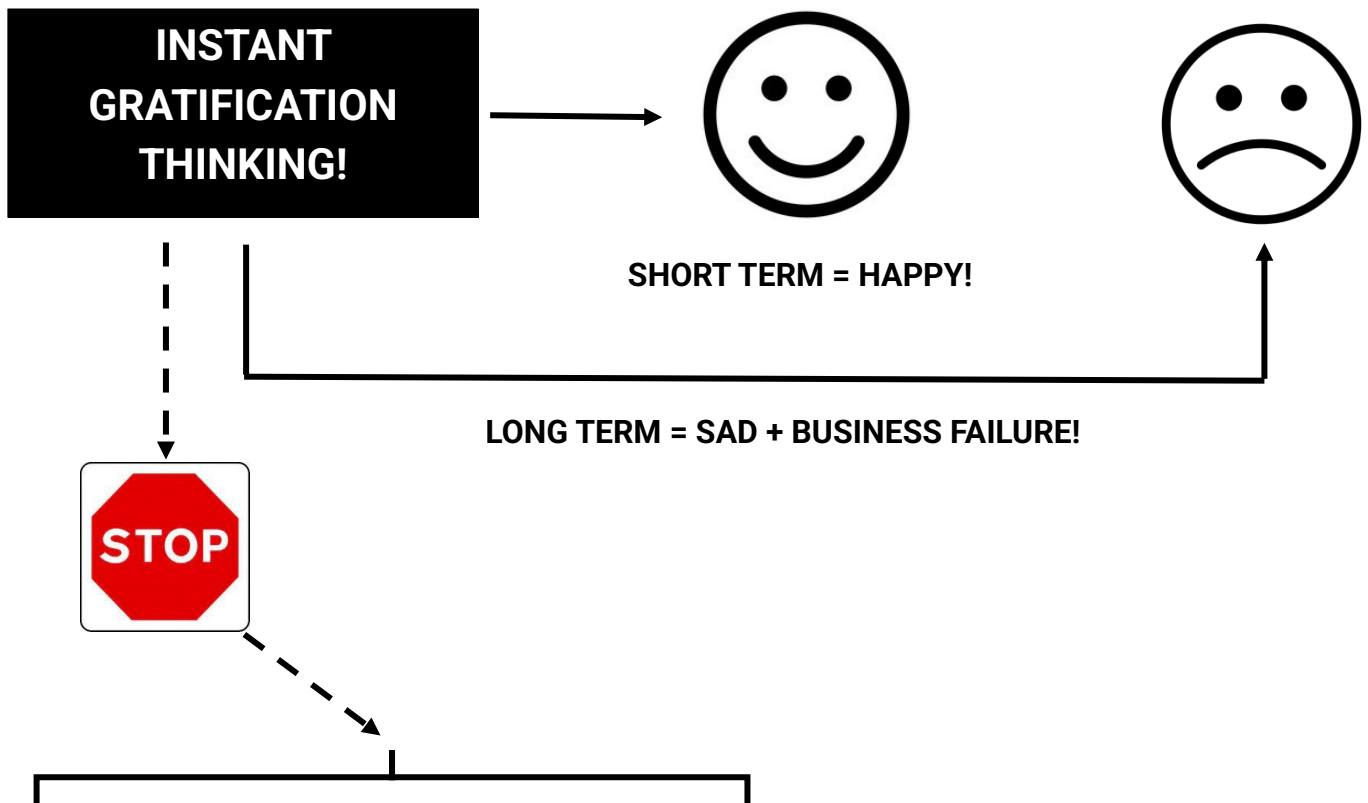 INSTANT
GRATIFICATION
THINKING!
SHORT TERM = HAPPY!
LONG TERM = SAD + BUSINESS FAILURE!
STOP